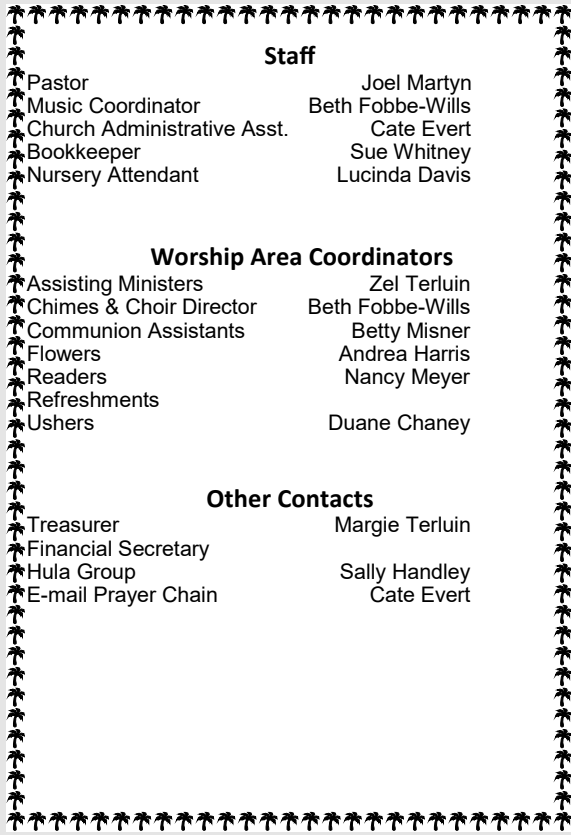 Staff
Pastor Joel Martyn
Music Coordinator Beth Fobbe-Wills
Church Administrative Asst. Cate Evert
Bookkeeper Sue Whitney
Nursery Attendant Lucinda Davis
Worship Area Coordinators
Assisting Ministers Zel Terluin
Chimes & Choir Director Beth Fobbe-Wills
Communion Assistants Betty Misner
Flowers Andrea Harris
Readers Nancy Meyer
Refreshments
Ushers Duane Chaney
Other Contacts
Treasurer Margie Terluin
Financial Secretary
Hula Group Sally Handley
E-mail Prayer Chain Cate Evert